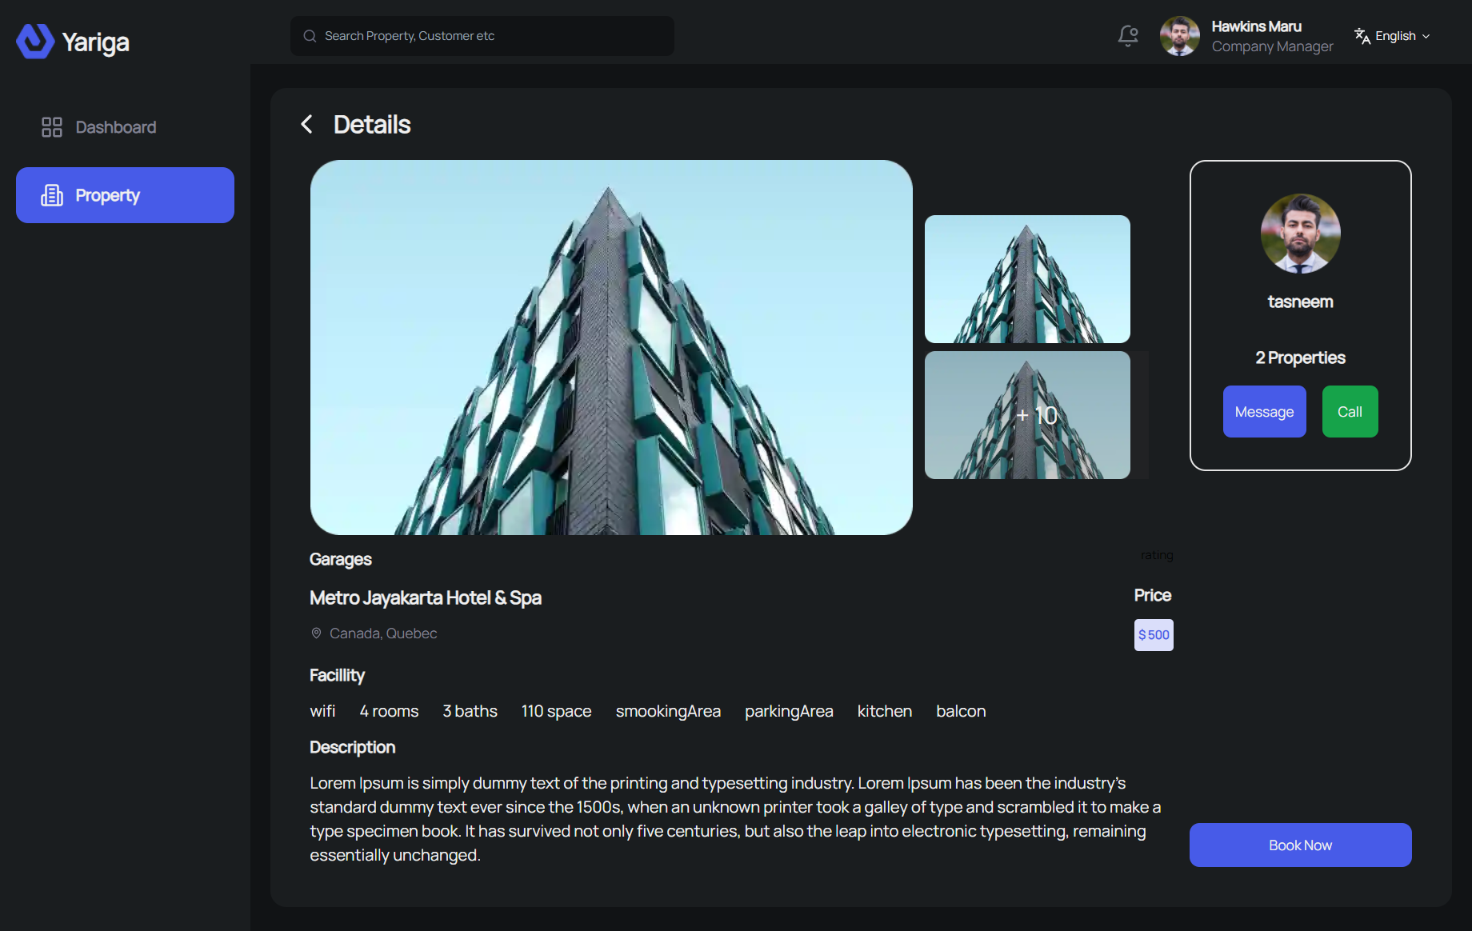 Yariga
Search Property, Customer etc
Hawkins Maru
Company Manager
English
Dashboard
Property
Details
+ 10
tasneem
2 Properties
Message
Call
Garages
rating
Metro Jayakarta Hotel & Spa
Price
Canada, Quebec
$ 500
Facillity
wifi 4 rooms 3 baths 110 space smookingArea parkingArea kitchen balcon
Description
Lorem Ipsum is simply dummy text of the printing and typesetting industry. Lorem Ipsum has been the industry's
standard dummy text ever since the 1500s, when an unknown printer took a galley of type and scrambled it to make a
type specimen book. It has survived not only five centuries, but also the leap into electronic typesetting, remaining
essentially unchanged.
Book Now